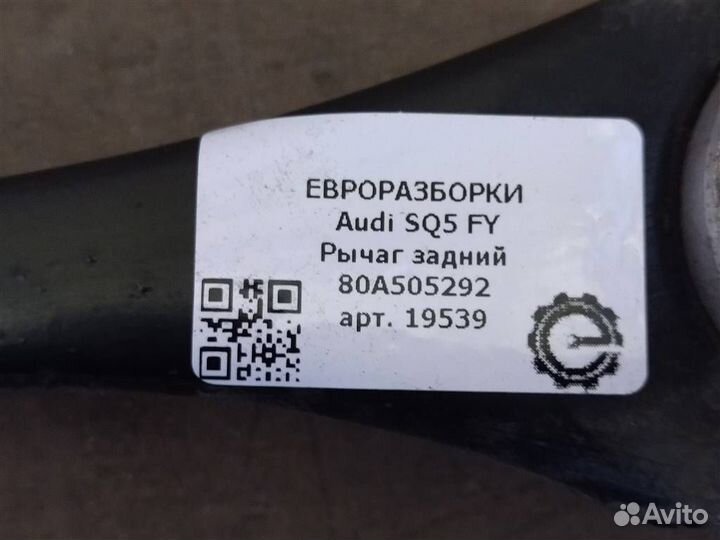 ЕВРОРАЗБОРКИ
Audi SQ5 FY
Рычаг задний
80A505292
арт. 19539
Avito